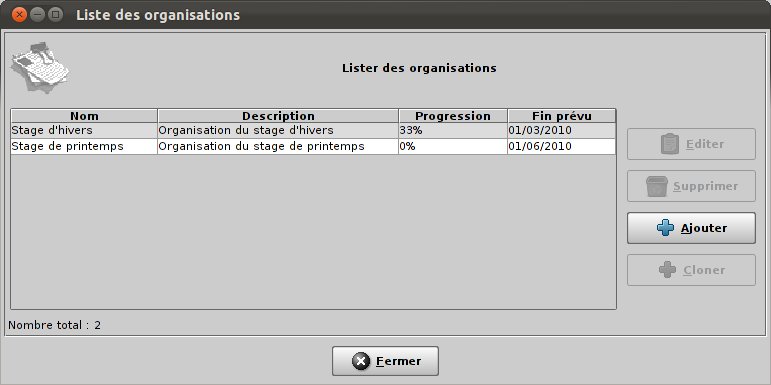 Liste des organisations
Lister des organisations
Nom Description Progression Fin prévu
Stage d'hivers Organisation du stage d'hivers 33% 01/03/2010
Stage de printemps Organisation du stage de printemps 0% 01/06/2010
Editer
Supprimer
Ajouter
Cloner
Nombre total : 2
Fermer